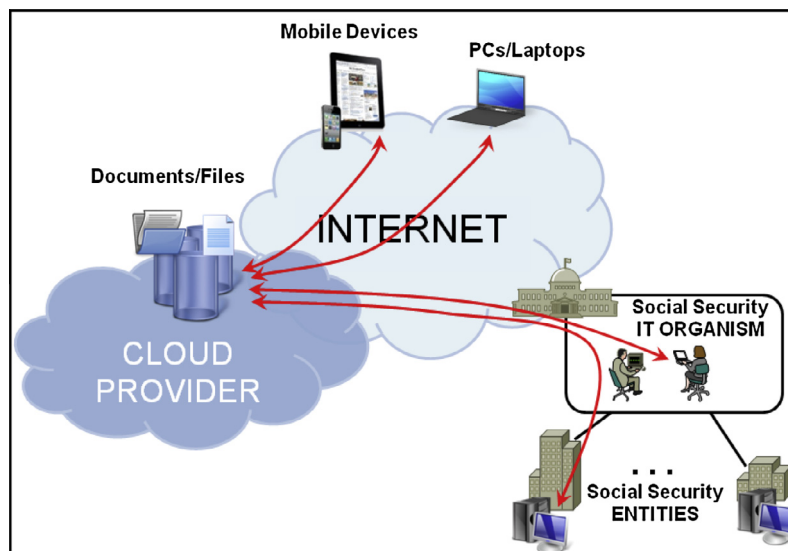 Mobile Devices
PCs/Laptops
Documents/Files
INTERNET
CLOUD
PROVIDER
Social Security
IT ORGANISM
. . .
Social Security
ENTITIES